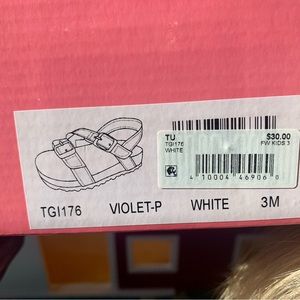 TU
$30.00
TGI176
FW KIDS 3
WHITE
4 10004 46906 0
TGI176 VIOLET-P WHITE 3M